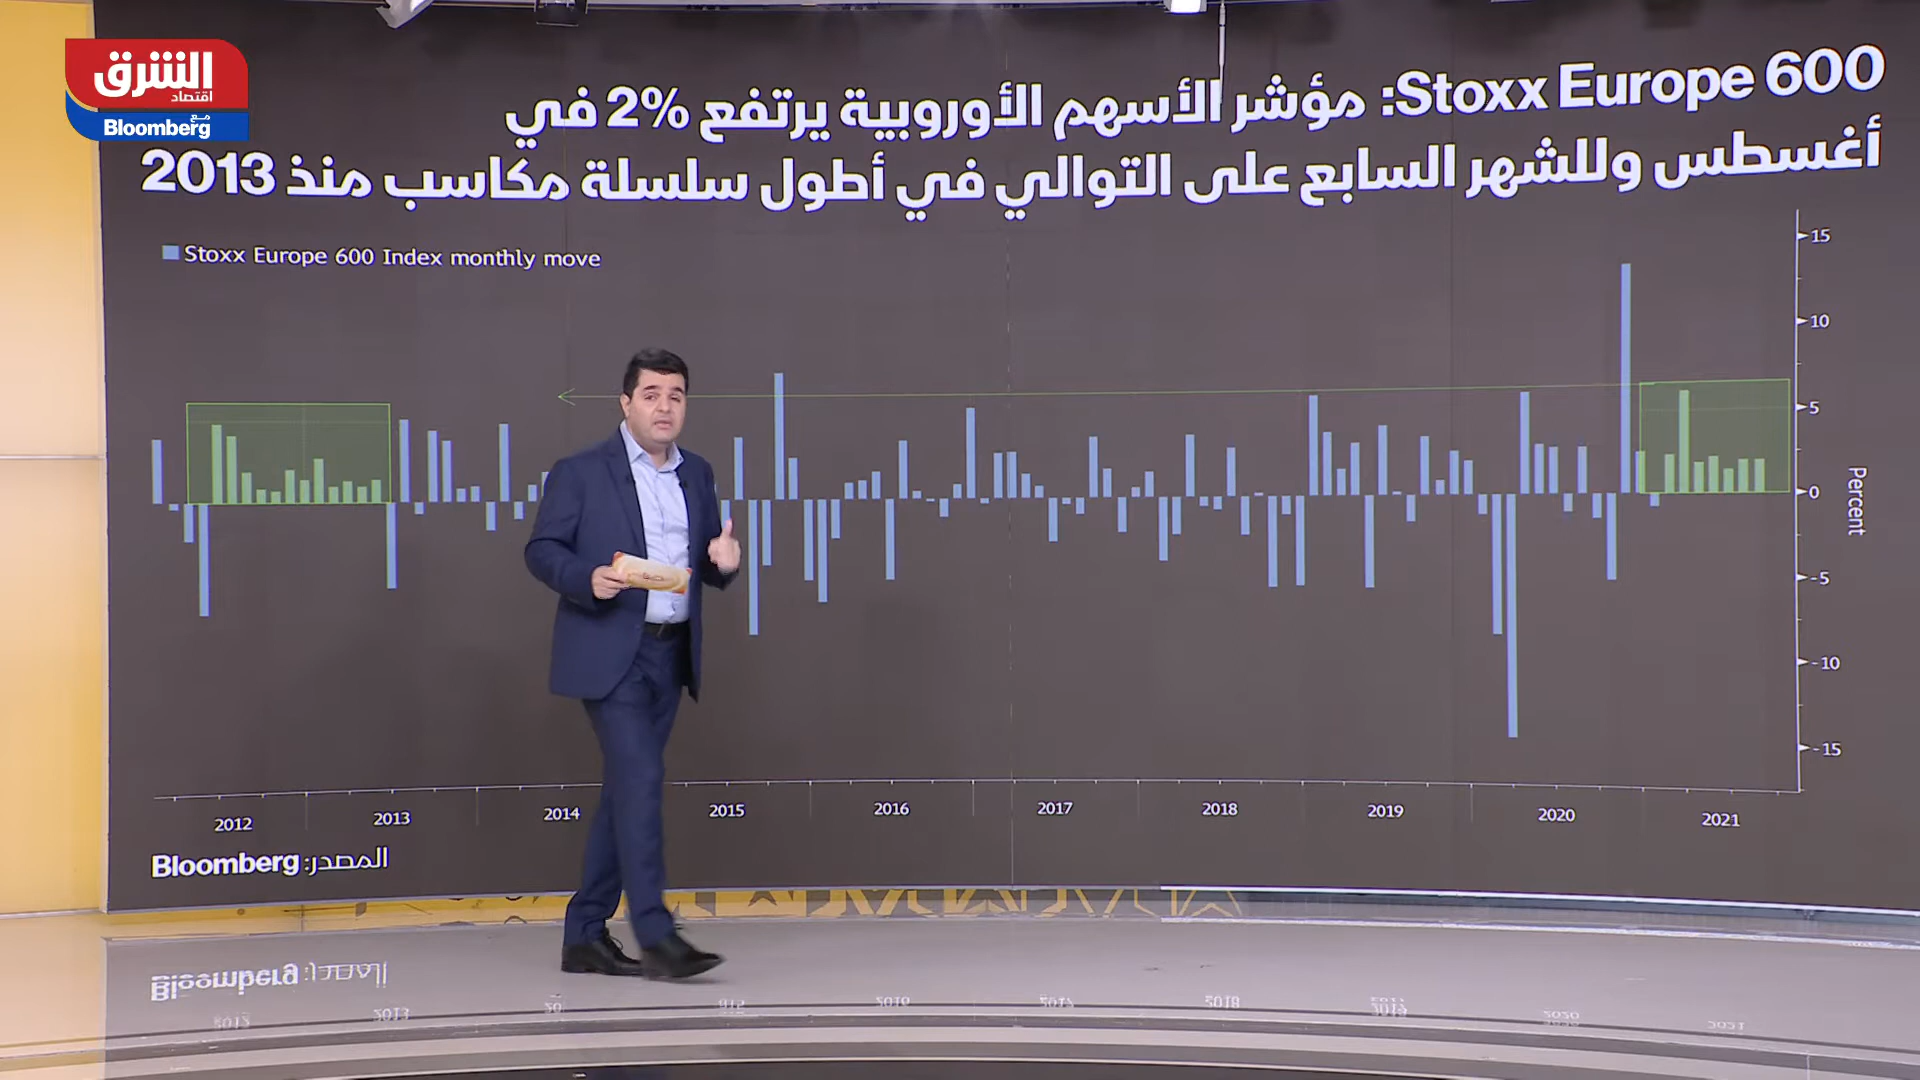 الشرق
اقتصاد
مع
Bloomberg
Stoxx Europe 600: مؤشر الأسهم الأوروبية يرتفع 2% في
أغسطس وللشهر السابع على التوالي في أطول سلسلة مكاسب منذ 2013
Stoxx Europe 600 Index monthly move
15
10
5
0
-5
-10
-15
Percent
2012 2013 2014 2015 2016 2017 2018 2019 2020 2021
المصدر: Bloomberg